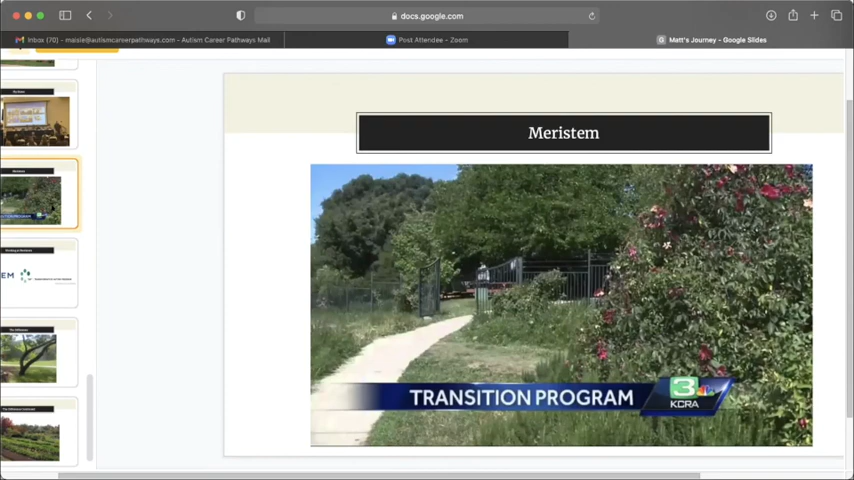 docs.google.com
Inbox (70) - maisie@autismcareerpathways.com - Autism Career Pathways Mail
Post Attendee - Zoom
Matt's Journey - Google Slides
Meristem
TRANSITION PROGRAM
3
KCRA
EM